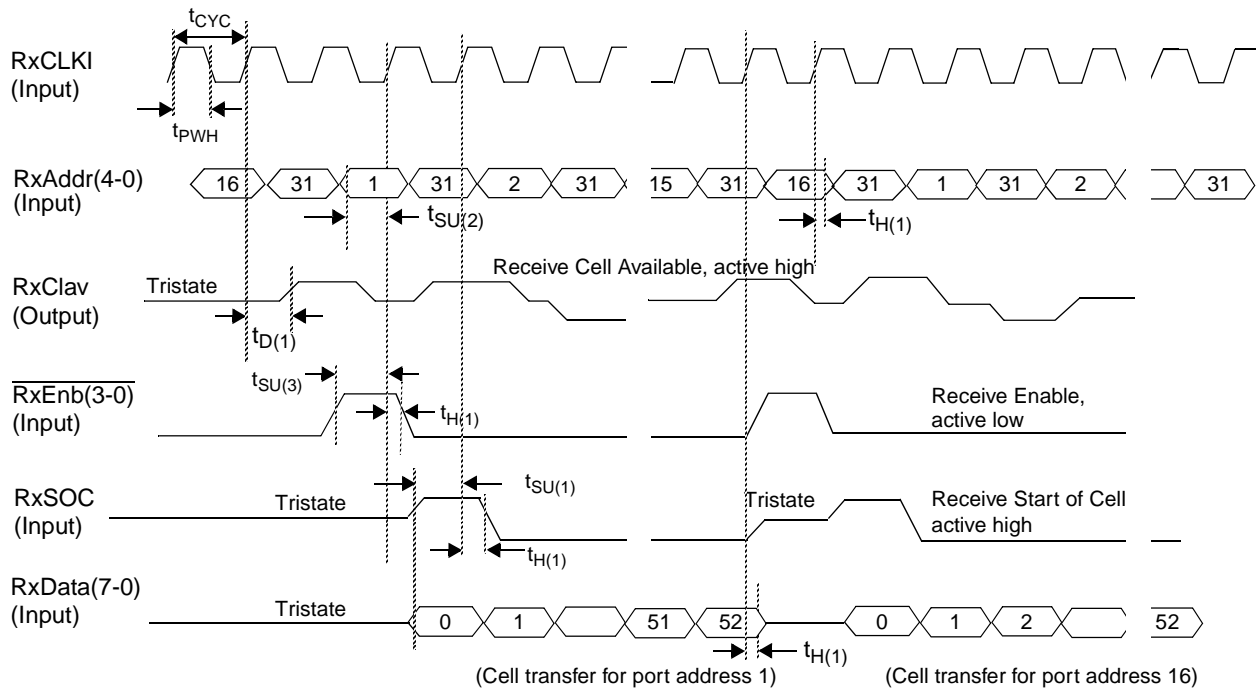 tCYC
RxCLKI
(Input)
tPWH
RxAddr(4-0)
(Input)
16 31 1 31 2 31 15 31 16 31 1 31 2 31
tSU(2)
tH(1)
Receive Cell Available, active high
RxClav
(Output)
Tristate
tD(1)
tSU(3)
RxEnb(3-0)
(Input)
tH(1)
Receive Enable,
active low
RxSOC
(Input)
Tristate
tSU(1)
Tristate
Receive Start of Cell
active high
tH(1)
RxData(7-0)
(Input)
Tristate
0 1 51 52 0 1 2 52
tH(1)
(Cell transfer for port address 1)
(Cell transfer for port address 16)